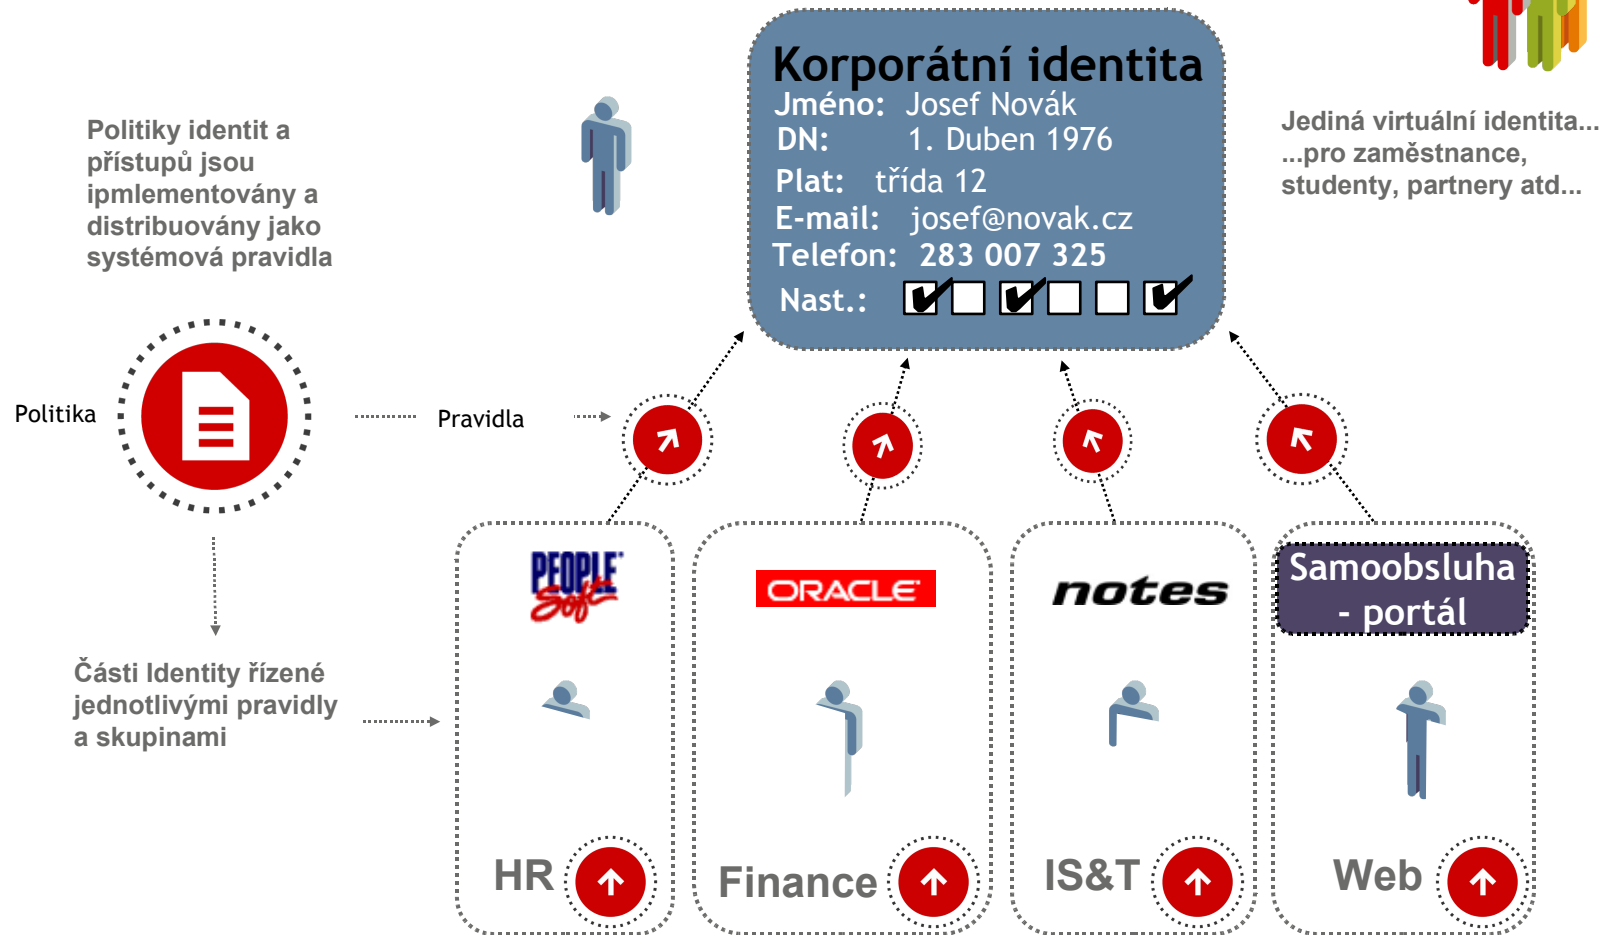 Korporátní identita
Jméno: Josef Novák
DN: 1. Duben 1976
Plat: třída 12
E-mail: josef@novak.cz
Telefon: 283 007 325
Nast.:
Politiky identit a
přístupů jsou
ipmlementovány a
distribuovány jako
systémová pravidla
Jediná virtuální identita...
...pro zaměstnance,
studenty, partnery atd...
Politika
Pravidla
Části Identity řízené
jednotlivými pravidly
a skupinami
PEOPLE
Soft
HR
ORACLE
Finance
notes
IS&T
Samoobsluha
- portál
Web